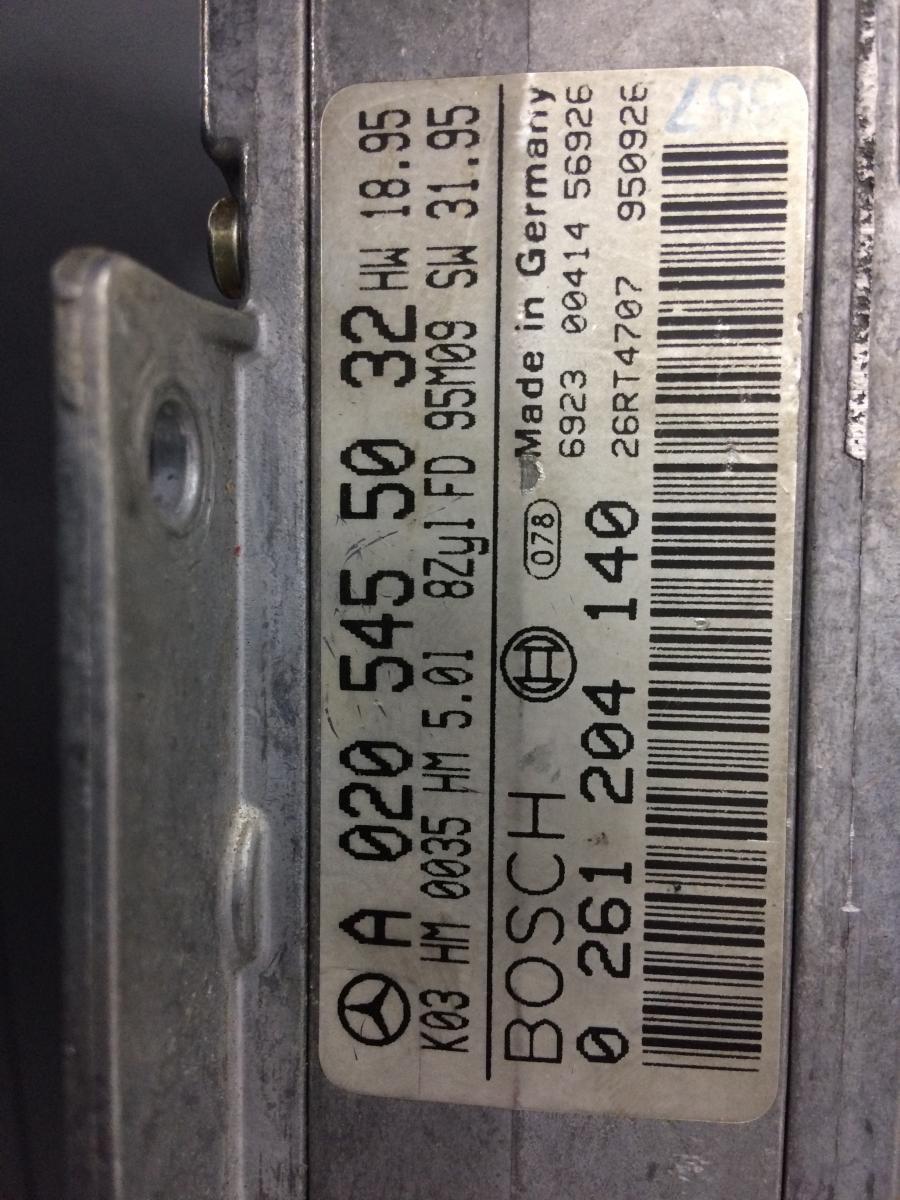 A 020 545 50 32 HW 18.95
K03 HM 0035 HM 5.0l 8Zyl FD 95M09 SW 31.95
BOSCH 078 Made in Germany
6923 00414 56926
0 261 204 140 26RT4707 950926